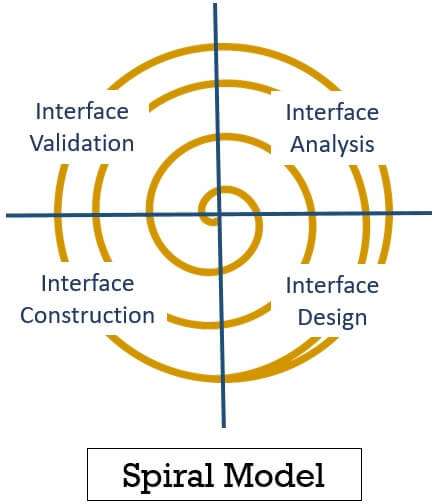 Interface
Validation
Interface
Analysis
Interface
Construction
Interface
Design
Spiral Model